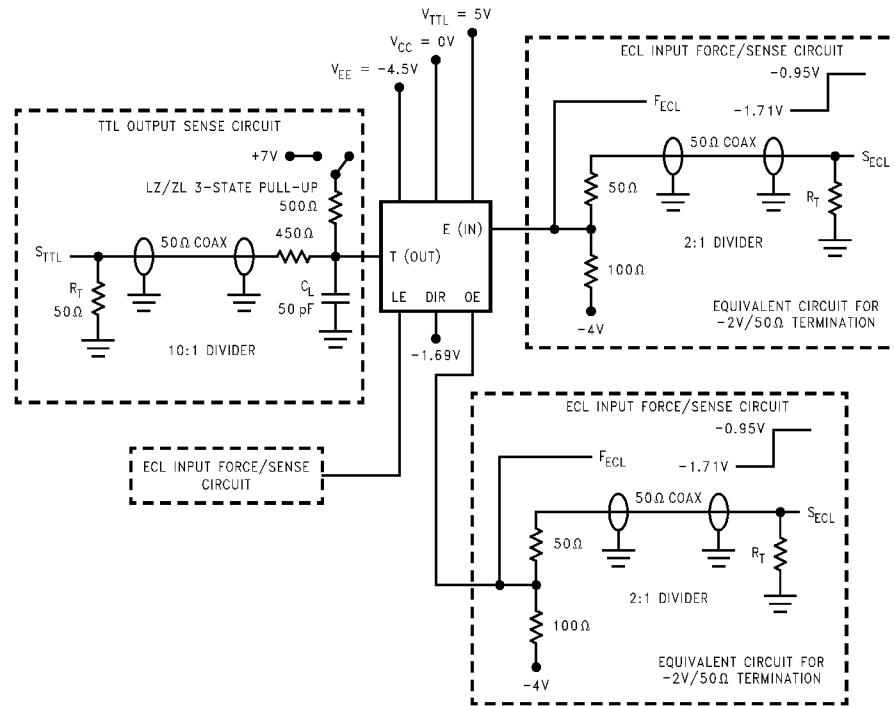 V_TTL = 5V
V_CC = 0V
V_EE = -4.5V
TTL OUTPUT SENSE CIRCUIT
+7V
LZ/ZL 3-STATE PULL-UP
500Ω
450Ω
50Ω COAX
S_TTL
R_T
50Ω
C_L
50 pF
10:1 DIVIDER
E (IN)
T (OUT)
LE DIR OE
-1.69V
ECL INPUT FORCE/SENSE CIRCUIT
-0.95V
F_ECL
-1.71V
50Ω COAX
S_ECL
50Ω
R_T
2:1 DIVIDER
100Ω
-4V
EQUIVALENT CIRCUIT FOR
-2V/50Ω TERMINATION
ECL INPUT FORCE/SENSE
CIRCUIT
ECL INPUT FORCE/SENSE CIRCUIT
-0.95V
F_ECL
-1.71V
50Ω COAX
S_ECL
50Ω
R_T
2:1 DIVIDER
100Ω
-4V
EQUIVALENT CIRCUIT FOR
-2V/50Ω TERMINATION